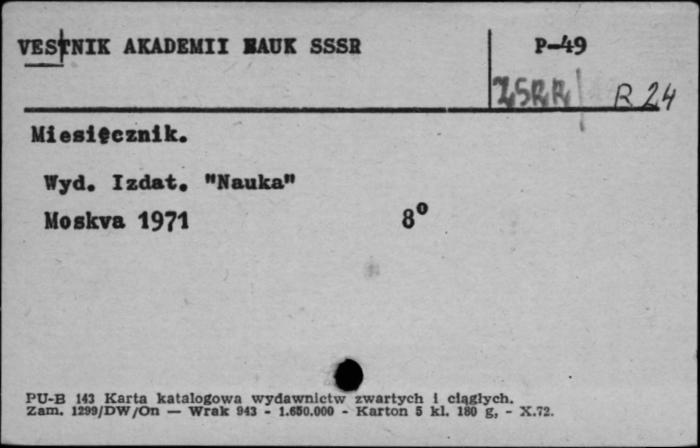 VESTNIK AKADEMII NAUK SSSR
P-49
ZSRR R 24
Miesięcznik.
Wyd. Izdat. "Nauka"
Moskva 1971 8°
PU-B 143 Karta katalogowa wydawnictw zwartych i ciągłych.
Zam. 1299/DW/On — Wrak 943 - 1.650.000 - Karton 5 kl. 180 g, - X.72.